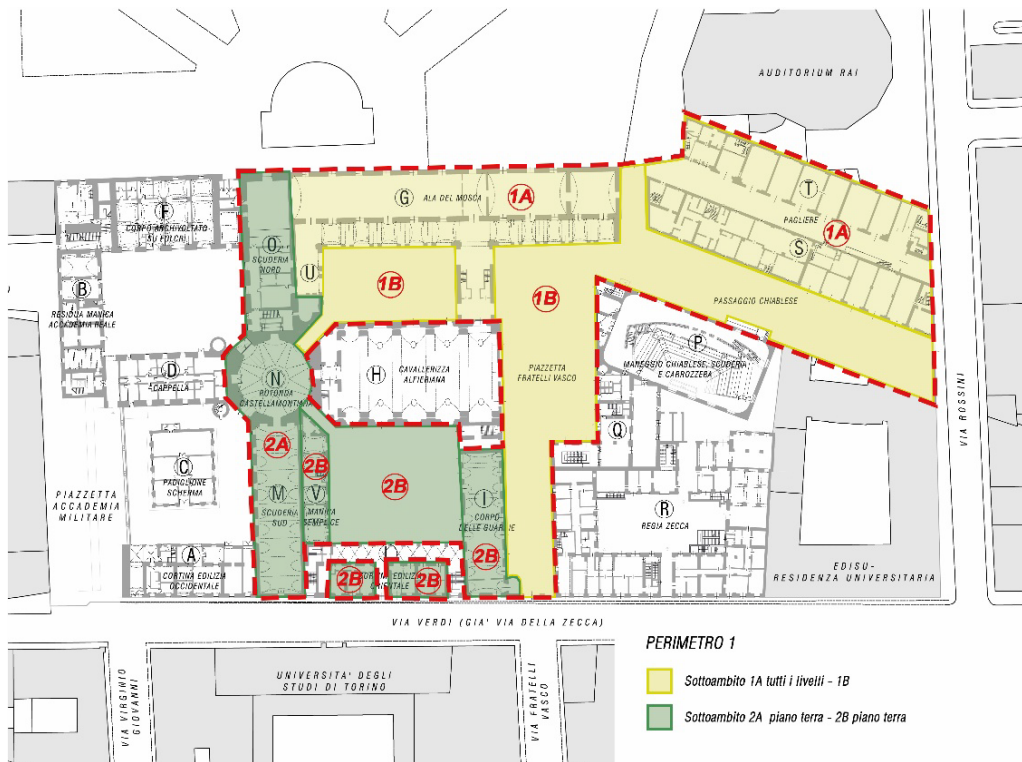 AUDITORIUM RAI
T
PAGLIERE
1A
S
PASSAGGIO CHIABLESE
G
ALA DEL MOSCA
1A
F
CORPO ARCHIVOLTATO
SU FULCRI
O
SCUDERIA
NORD
U
1B
1B
B
RESIDUA MANICA
ACCADEMIA REALE
D
CAPPELLA
N
ROTONDA
CASTELLAMONTIANA
H
CAVALLERIZZA
ALFIERIANA
PIAZZETTA
FRATELLI VASCO
P
MANEGGIO CHIABLESE, SCUDERIA
E CARROZZERA
Q
VIA ROSSINI
C
PADIGLIONE
SCHERMA
PIAZZETTA
ACCADEMIA
MILITARE
2A
M
SCUDERIA
SUD
2B
V
MANICA
SEMPLICE
2B
I
CORPO
DELLE GUARDIE
2B
R
REGIA ZECCA
A
CORTINA EDILIZIA
OCCIDENTALE
2B
2B
EDISU-
RESIDENZA UNIVERSITARIA
VIA VERDI (GIA' VIA DELLA ZECCA)
VIA VIRGINIO
GIOVANNI
UNIVERSITA' DEGLI
STUDI DI TORINO
VIA FRATELLI
VASCO
PERIMETRO 1
Sottoambito 1A tutti i livelli - 1B
Sottoambito 2A piano terra - 2B piano terra